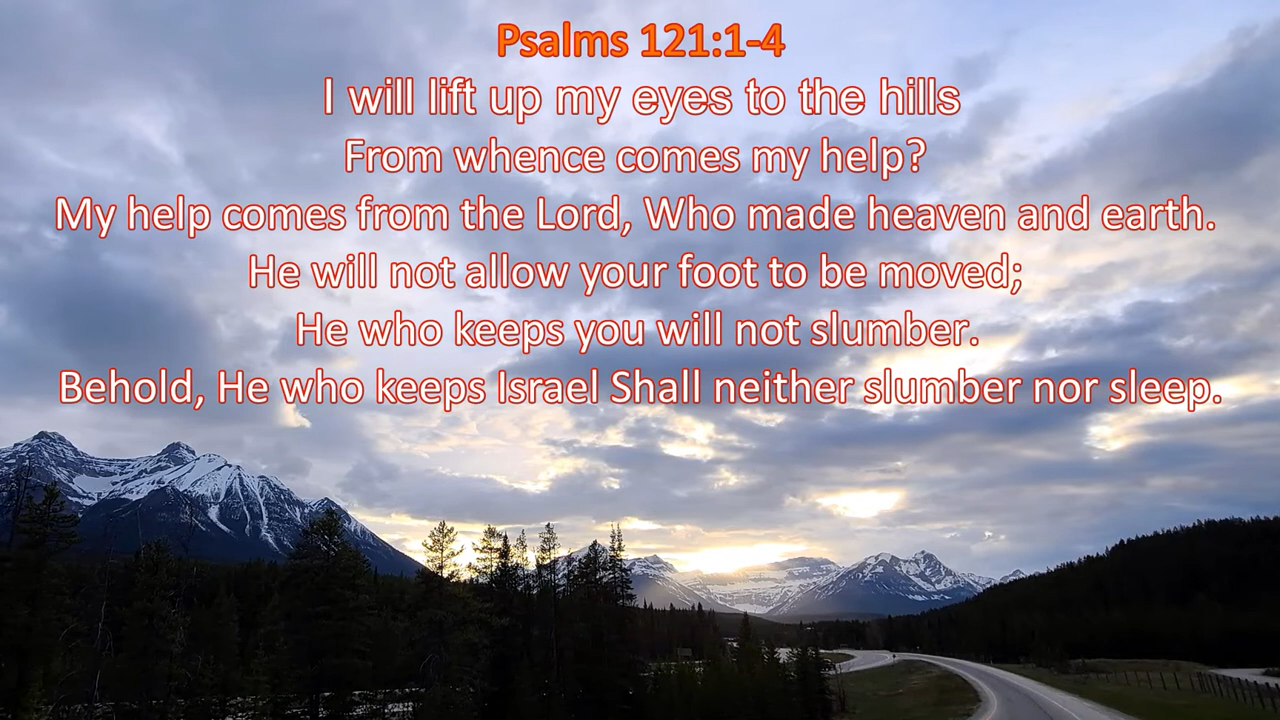 Psalms 121:1-4
I will lift up my eyes to the hills
From whence comes my help?
My help comes from the Lord, Who made heaven and earth.
He will not allow your foot to be moved;
He who keeps you will not slumber.
Behold, He who keeps Israel Shall neither slumber nor sleep.